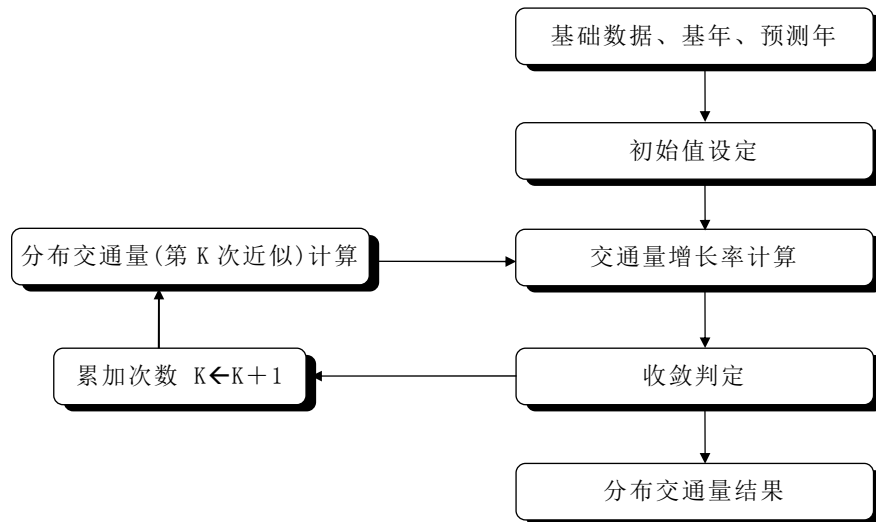 基础数据、基年、预测年
初始值设定
分布交通量(第 K 次近似)计算
交通量增长率计算
累加次数 K←K＋1
收敛判定
分布交通量结果